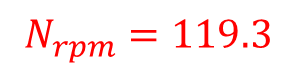 N_rpm = 119.3